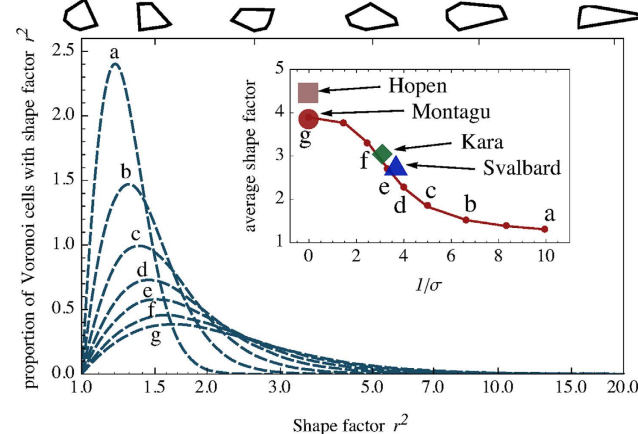 2.5
2.0
1.5
1.0
0.5
0.0
proportion of Voronoi cells with shape factor r²
a
b
c
d
e
f
g
1.0
1.5
2.0
3.0
5.0
7.0
10.0
15.0
20.0
Shape factor r²
5
4
3
2
1
average shape factor
Hopen
Montagu
Kara
Svalbard
g
f
e
d
c
b
a
0
2
4
6
8
10
1/σ